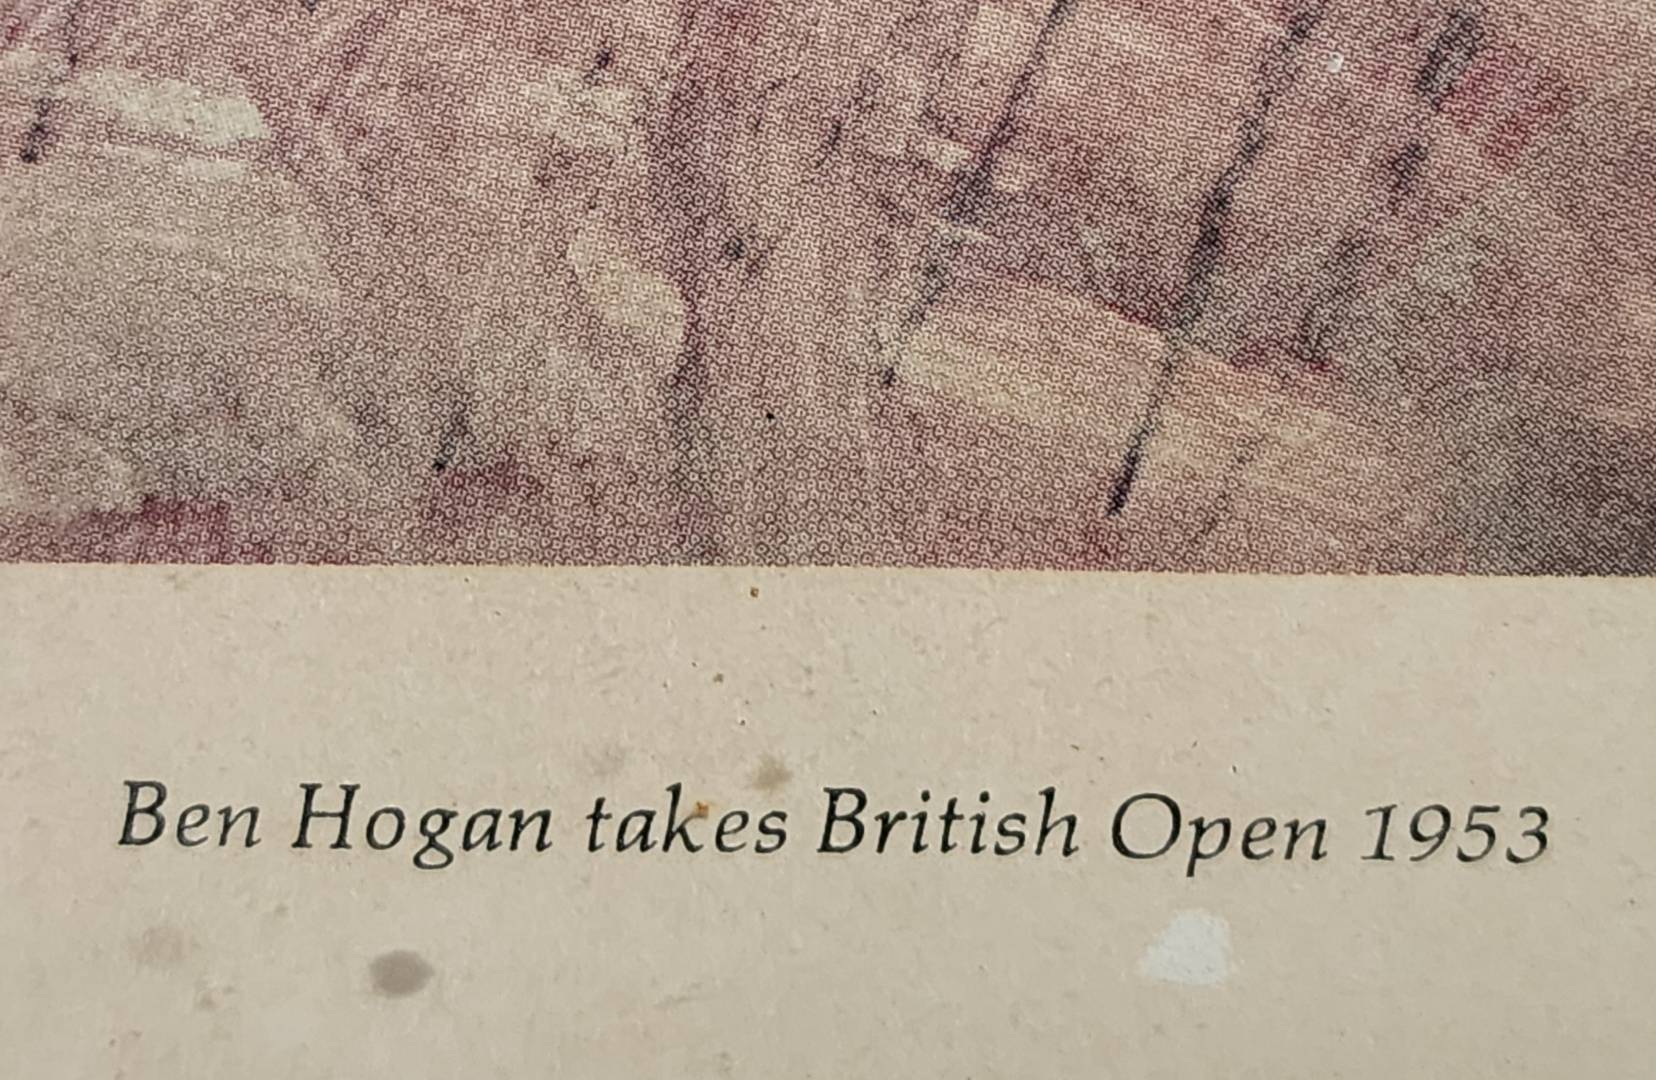 Ben Hogan takes British Open 1953